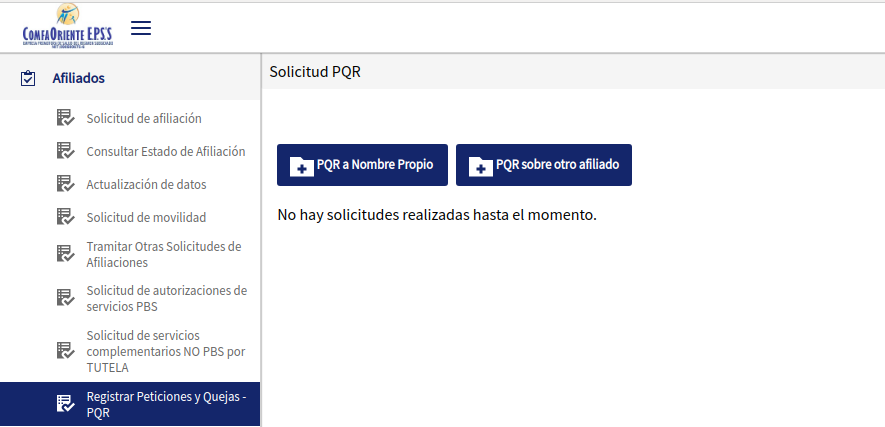 COMFAORIENTE EPS'S
Afiliados
Solicitud PQR
Solicitud de afiliación
Consultar Estado de Afiliación
Actualización de datos
Solicitud de movilidad
Tramitar Otras Solicitudes de
Afiliaciones
Solicitud de autorizaciones de
servicios PBS
Solicitud de servicios
complementarios NO PBS por
TUTELA
Registrar Peticiones y Quejas -
PQR
PQR a Nombre Propio
PQR sobre otro afiliado
No hay solicitudes realizadas hasta el momento.